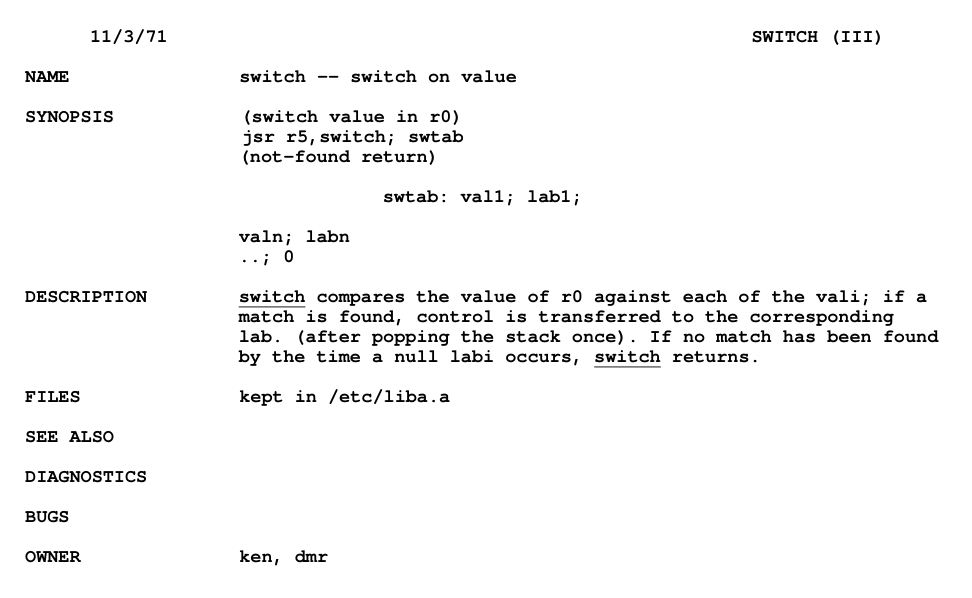 11/3/71 SWITCH (III)
NAME switch -- switch on value
SYNOPSIS (switch value in r0)
jsr r5,switch; swtab
(not-found return)
swtab: val1; lab1;
valn; labn
..; 0
DESCRIPTION switch compares the value of r0 against each of the vali; if a
match is found, control is transferred to the corresponding
lab. (after popping the stack once). If no match has been found
by the time a null labi occurs, switch returns.
FILES kept in /etc/liba.a
SEE ALSO
DIAGNOSTICS
BUGS
OWNER ken, dmr